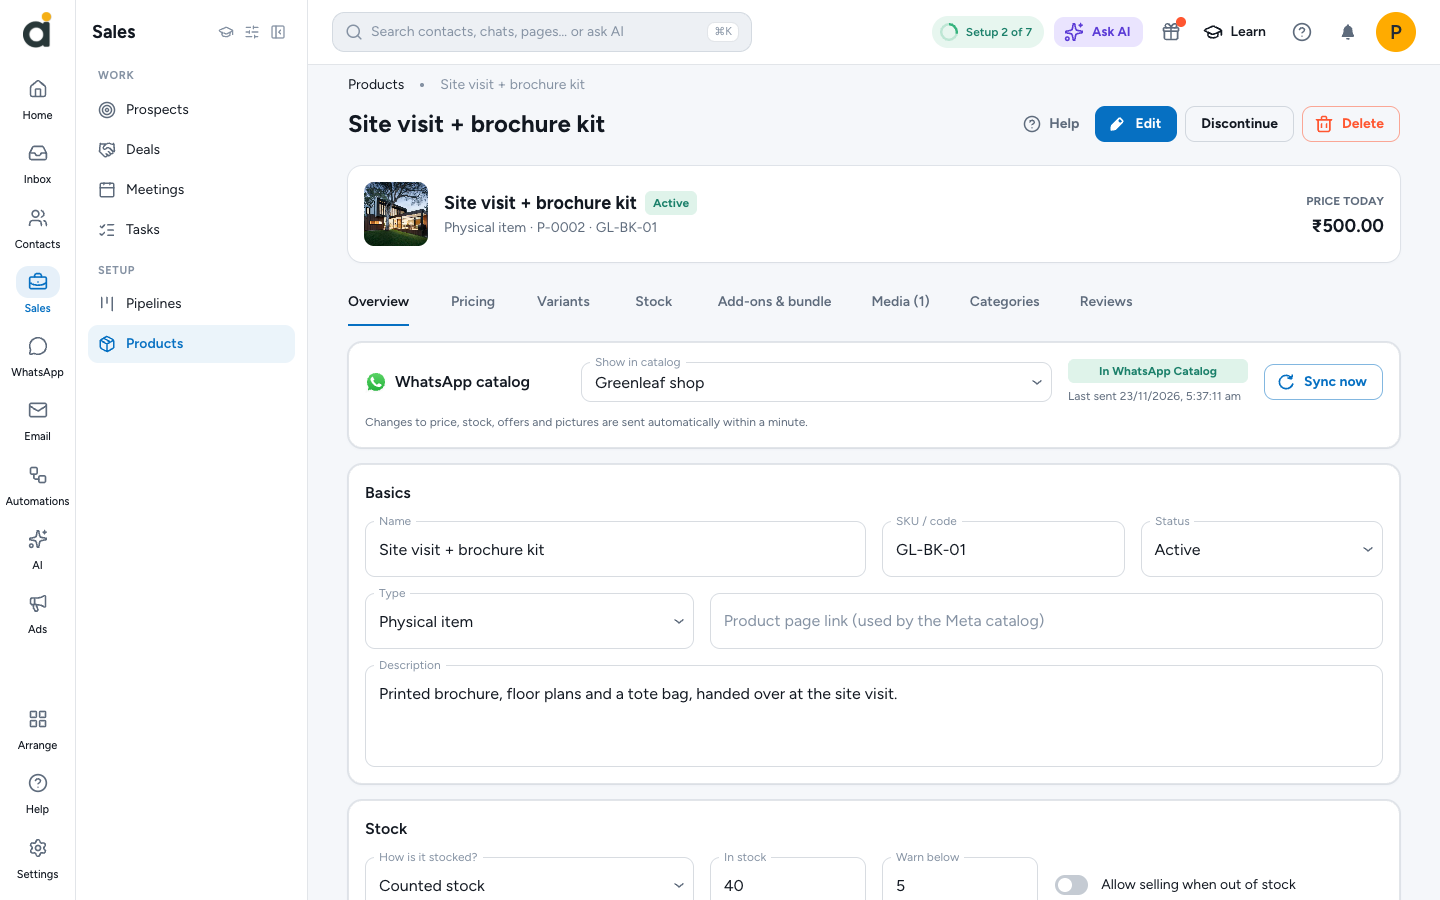 Sales
Search contacts, chats, pages... or ask AI
⌘K
Setup 2 of 7
Ask AI
Learn
P
Home
Inbox
Contacts
Sales
WhatsApp
Email
Automations
AI
Ads
Arrange
Help
Settings
WORK
Prospects
Deals
Meetings
Tasks
SETUP
Pipelines
Products
Products • Site visit + brochure kit
Site visit + brochure kit
Help
Edit
Discontinue
Delete
Site visit + brochure kit
Active
Physical item · P-0002 · GL-BK-01
PRICE TODAY
₹500.00
Overview
Pricing
Variants
Stock
Add-ons & bundle
Media (1)
Categories
Reviews
WhatsApp catalog
Show in catalog
Greenleaf shop
In WhatsApp Catalog
Last sent 23/11/2026, 5:37:11 am
Sync now
Changes to price, stock, offers and pictures are sent automatically within a minute.
Basics
Name
Site visit + brochure kit
SKU / code
GL-BK-01
Status
Active
Type
Physical item
Product page link (used by the Meta catalog)
Description
Printed brochure, floor plans and a tote bag, handed over at the site visit.
Stock
How is it stocked?
Counted stock
In stock
40
Warn below
5
Allow selling when out of stock